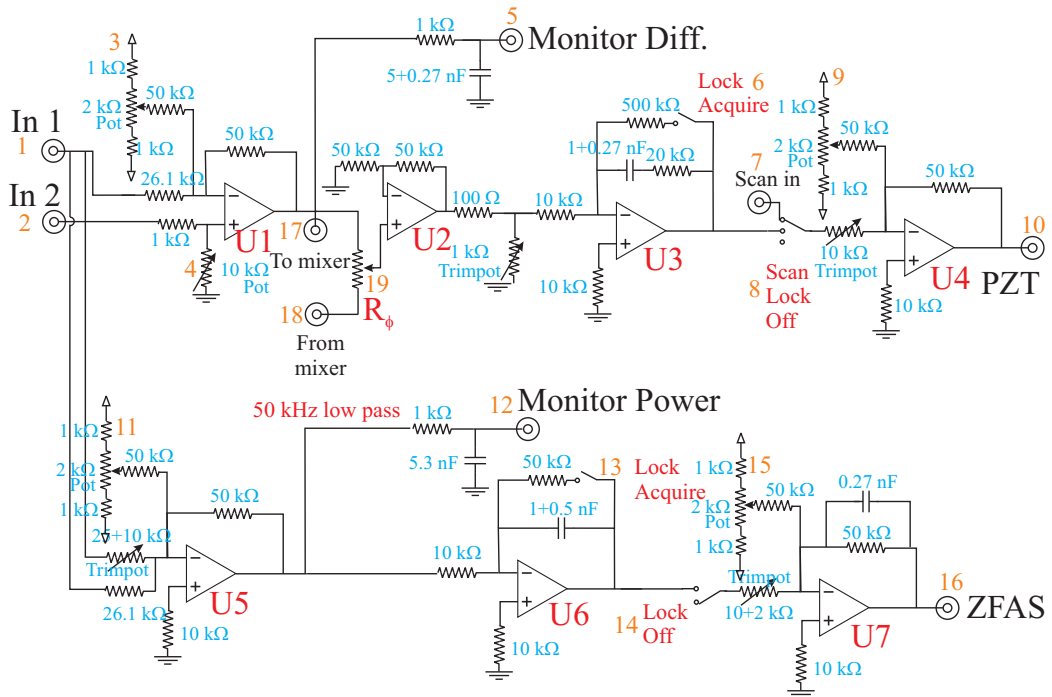 3
1 kΩ
2 kΩ
Pot
50 kΩ
1 kΩ
In 1
1
In 2
2
26.1 kΩ
1 kΩ
4
10 kΩ
Pot
50 kΩ
U1
17
To mixer
18
From
mixer
19
Rϕ
1 kΩ
5
Monitor Diff.
5+0.27 nF
50 kΩ
50 kΩ
U2
100 Ω
1 kΩ
Trimpot
10 kΩ
10 kΩ
U3
500 kΩ
1+0.27 nF
20 kΩ
Lock
Acquire
6
7
Scan in
8
Scan
Lock
Off
9
1 kΩ
2 kΩ
Pot
50 kΩ
1 kΩ
10 kΩ
Trimpot
50 kΩ
10 kΩ
U4
10
PZT
11
1 kΩ
2 kΩ
Pot
50 kΩ
1 kΩ
25+10 kΩ
Trimpot
26.1 kΩ
50 kΩ
10 kΩ
U5
50 kHz low pass
1 kΩ
12
Monitor Power
5.3 nF
10 kΩ
50 kΩ
13
Lock
Acquire
1+0.5 nF
10 kΩ
U6
14
Lock
Off
15
1 kΩ
2 kΩ
Pot
50 kΩ
1 kΩ
Trimpot
10+2 kΩ
0.27 nF
50 kΩ
10 kΩ
U7
16
ZFAS